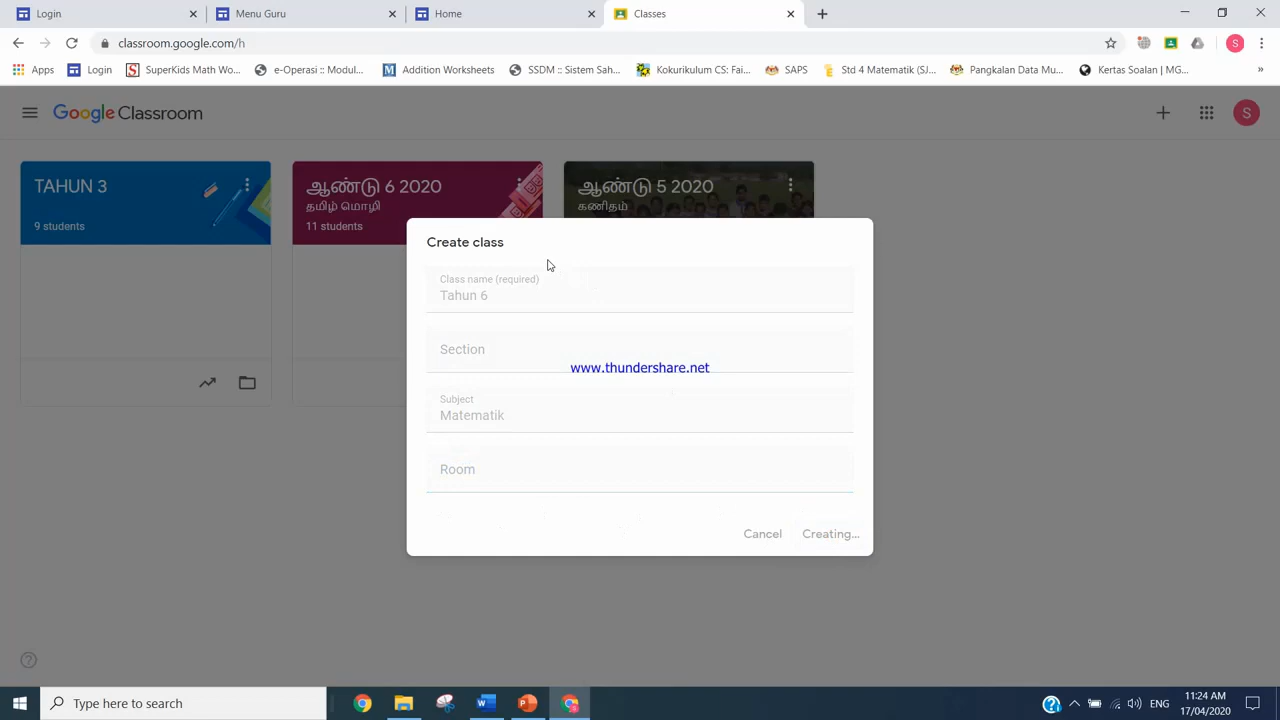 Login
Menu Guru
Home
Classes
classroom.google.com/h
S
Apps
Login
SuperKids Math Wo...
e-Operasi :: Modul...
Addition Worksheets
SSDM :: Sistem Sah...
Kokurikulum CS: Fai...
SAPS
Std 4 Matematik (SJ...
Pangkalan Data Mu...
Kertas Soalan | MG...
»
Google Classroom
S
TAHUN 3
9 students
ஆண்டு 6 2020
தமிழ் மொழி
11 students
ஆண்டு 5 2020
கணிதம்
Create class
Class name (required)
Tahun 6
Section
www.thundershare.net
Subject
Matematik
Room
Cancel
Creating...
Type here to search
ENG
11:24 AM
17/04/2020